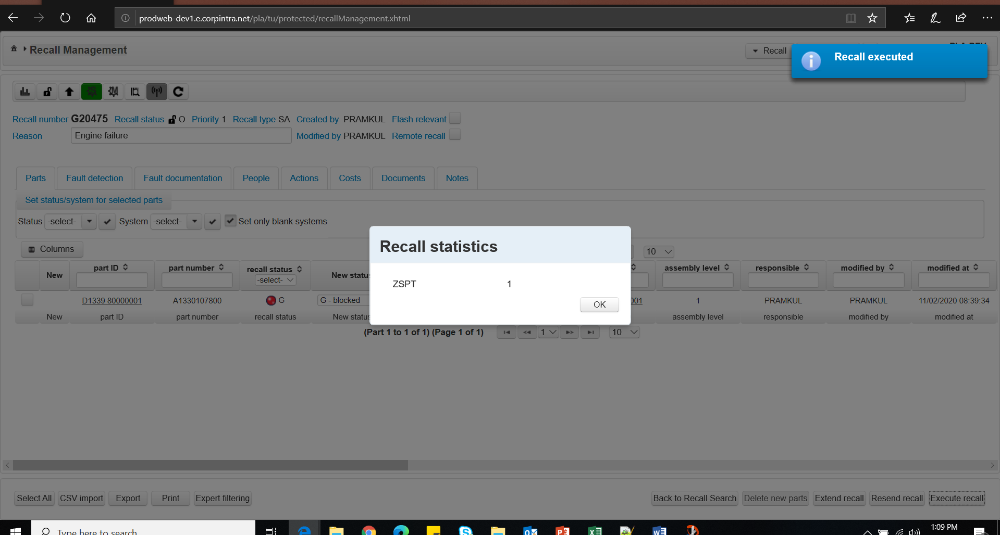 prodweb-dev1.e.corpintra.net/pla/tu/protected/recallManagement.xhtml
Recall Management
Recall
Recall executed
Recall number G20475 Recall status O Priority 1 Recall type SA Created by PRAMKUL Flash relevant
Reason Engine failure Modified by PRAMKUL Remote recall
Parts Fault detection Fault documentation People Actions Costs Documents Notes
Set status/system for selected parts
Status -select- System -select- Set only blank systems
Columns 10
Recall statistics
ZSPT 1
OK
New part ID part number recall status New statu assembly level responsible modified by modified at
-select-
D1339 80000001 A1330107800 G G - blocked 001 1 PRAMKUL PRAMKUL 11/02/2020 08:39:34
New part ID part number recall status New statu assembly level responsible modified by modified at
(Part 1 to 1 of 1) (Page 1 of 1) 1 10
Select All CSV import Export Print Expert filtering Back to Recall Search Delete new parts Extend recall Resend recall Execute recall
Type here to search
1:09 PM